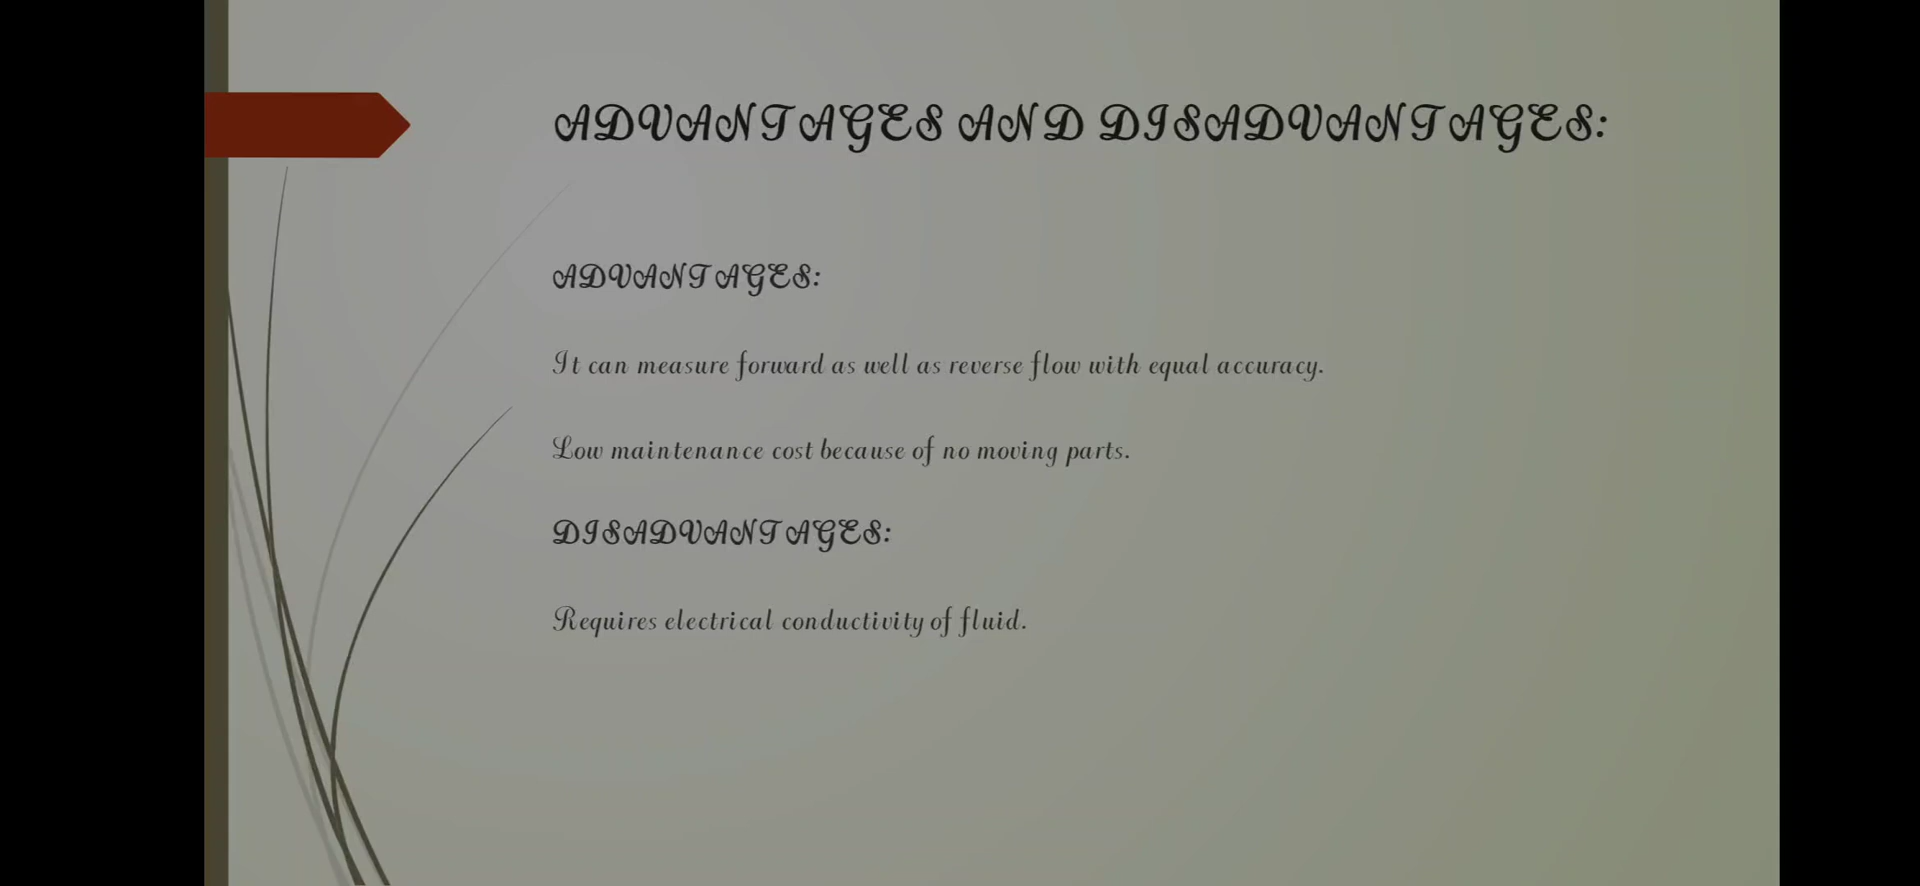 ADVANTAGES AND DISADVANTAGES:
ADVANTAGES:
It can measure forward as well as reverse flow with equal accuracy.
Low maintenance cost because of no moving parts.
DISADVANTAGES:
Requires electrical conductivity of fluid.